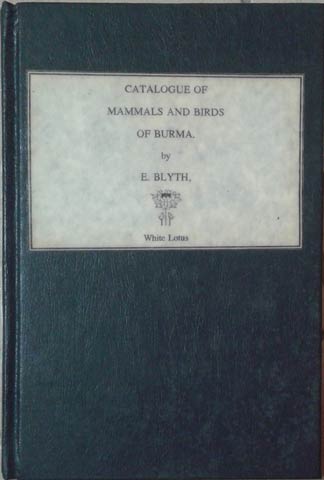 CATALOGUE OF
MAMMALS AND BIRDS
OF BURMA.
by
E. BLYTH,
White Lotus